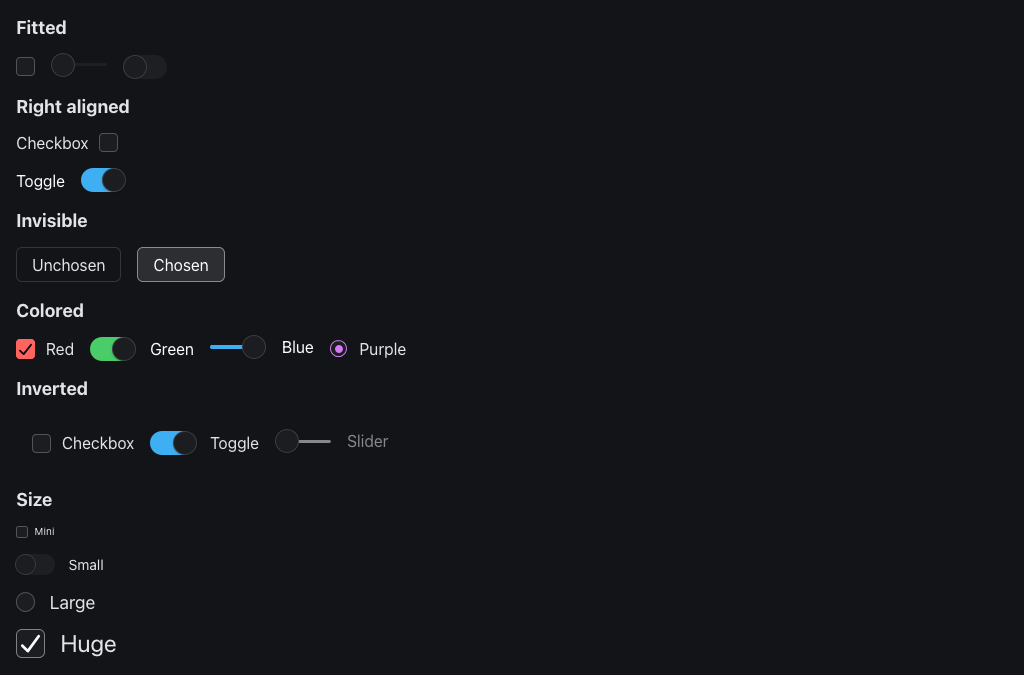 Fitted
Right aligned
Checkbox
Toggle
Invisible
Unchosen Chosen
Colored
Red Green Blue Purple
Inverted
Checkbox Toggle Slider
Size
Mini
Small
Large
Huge